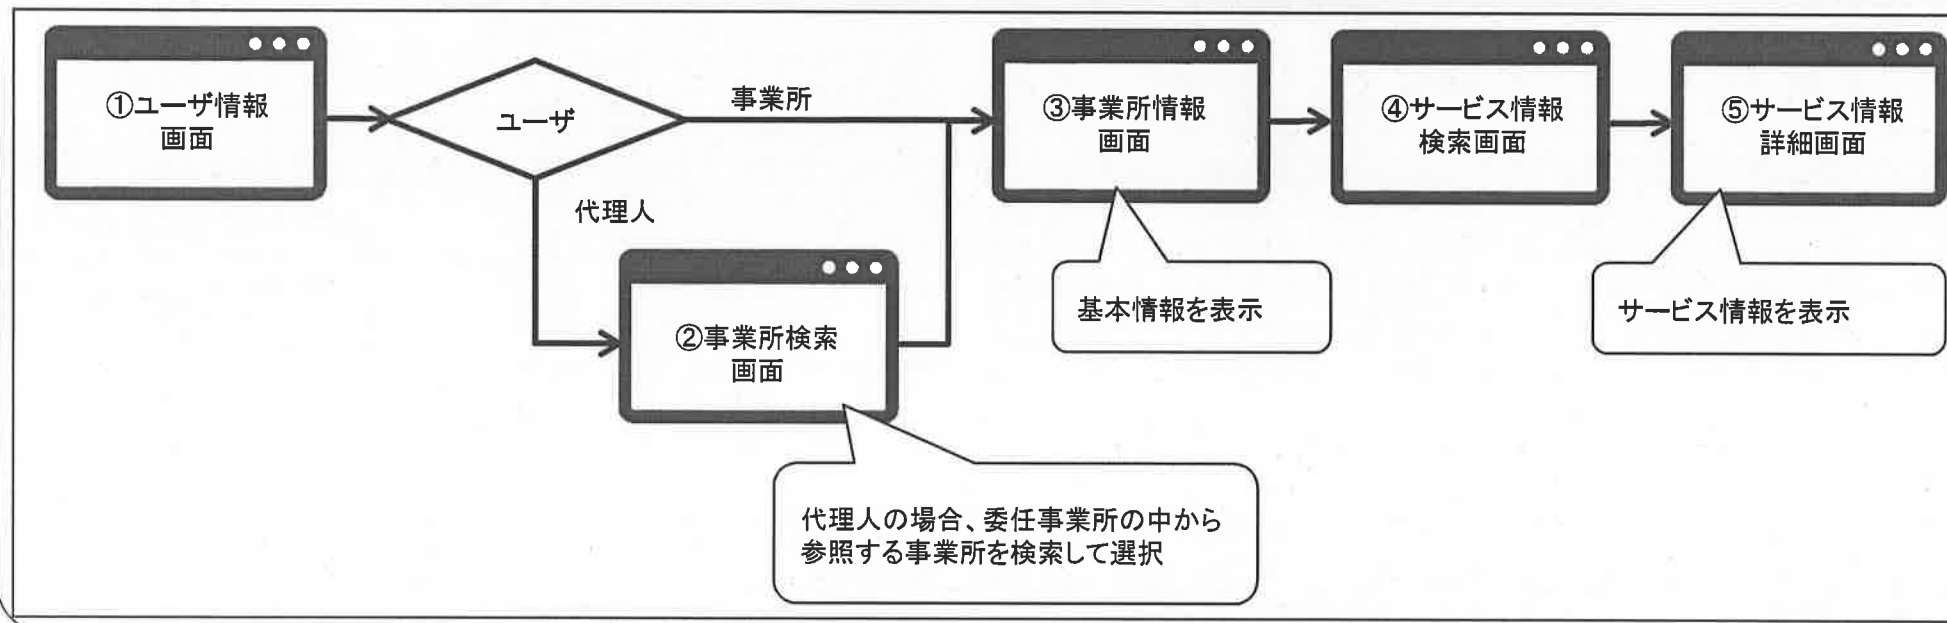 ①ユーザ情報
画面
ユーザ
事業所
代理人
②事業所検索
画面
代理人の場合、委任事業所の中から
参照する事業所を検索して選択
③事業所情報
画面
基本情報を表示
④サービス情報
検索画面
⑤サービス情報
詳細画面
サービス情報を表示